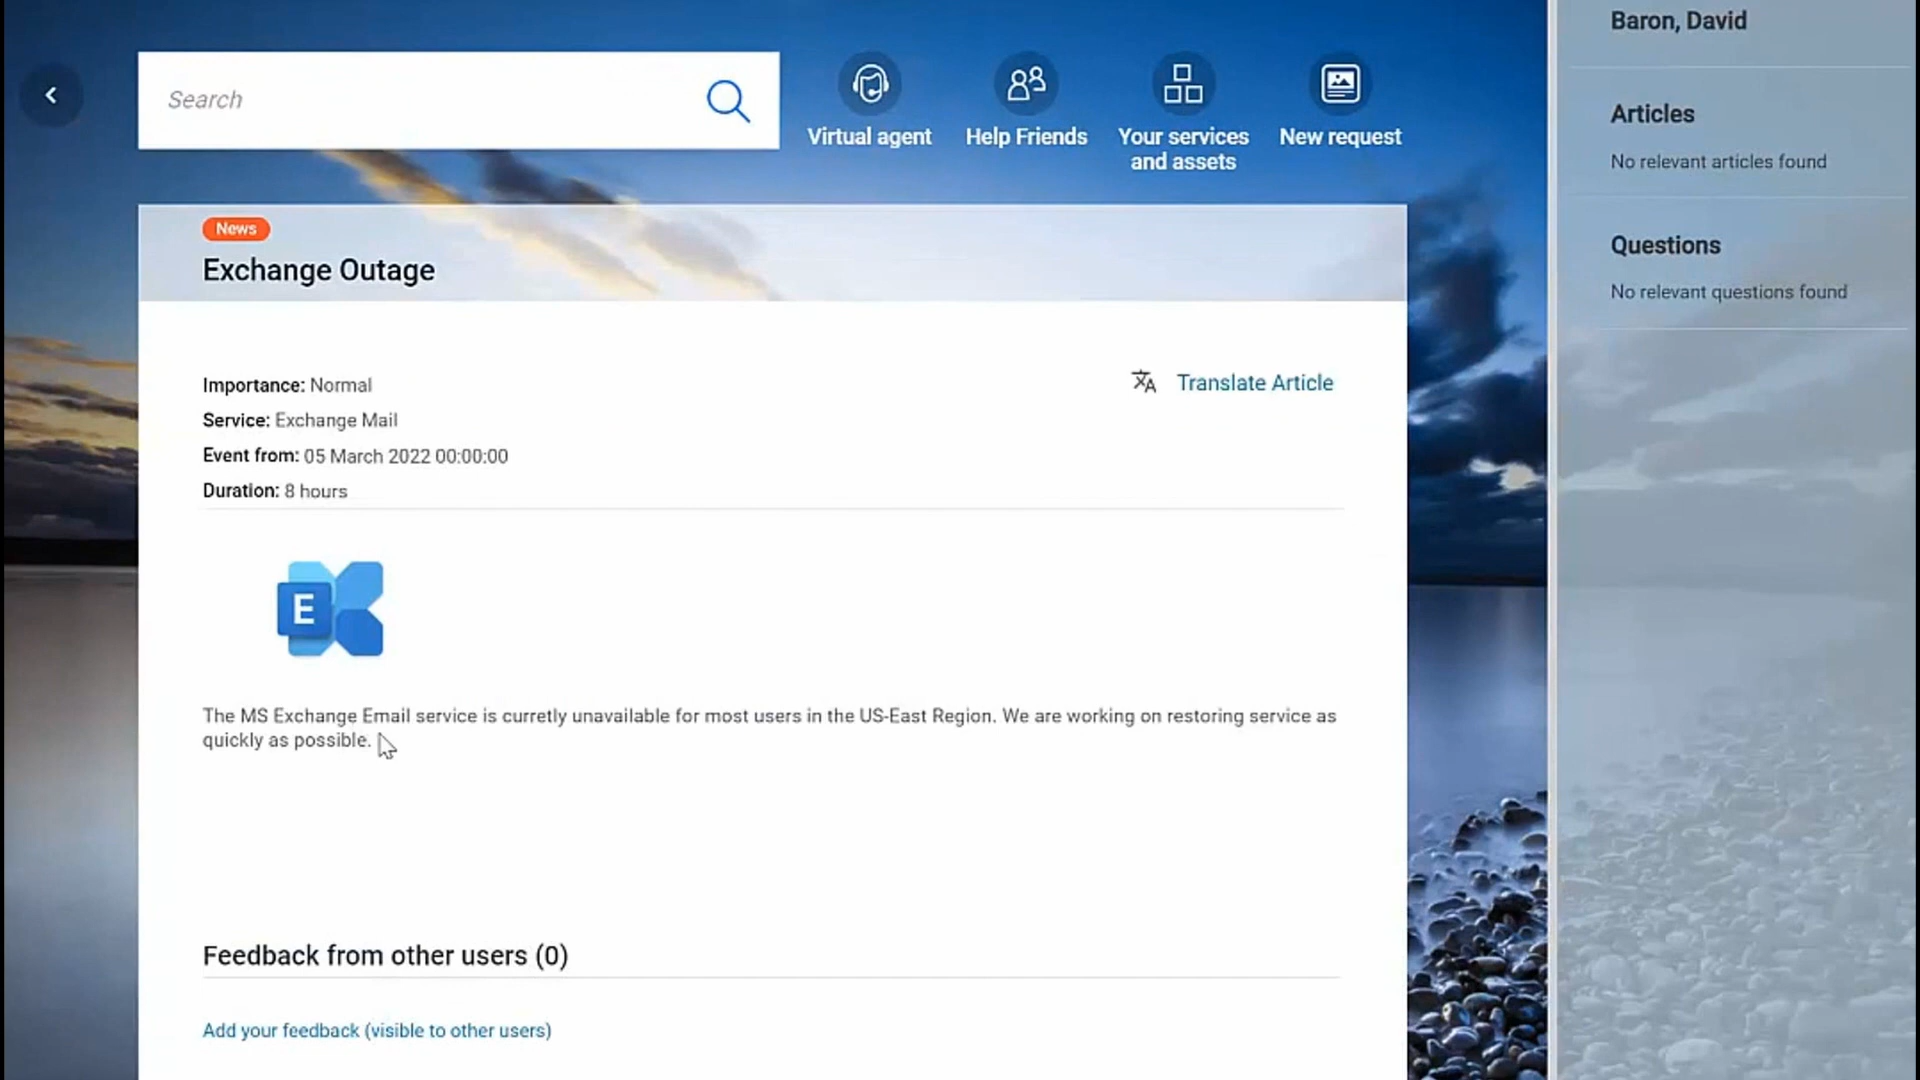 Search
Virtual agent
Help Friends
Your services
and assets
New request
News
Exchange Outage
Importance: Normal
Service: Exchange Mail
Event from: 05 March 2022 00:00:00
Duration: 8 hours
Translate Article
E
The MS Exchange Email service is curretly unavailable for most users in the US-East Region. We are working on restoring service as
quickly as possible.
Feedback from other users (0)
Add your feedback (visible to other users)
Baron, David
Articles
No relevant articles found
Questions
No relevant questions found